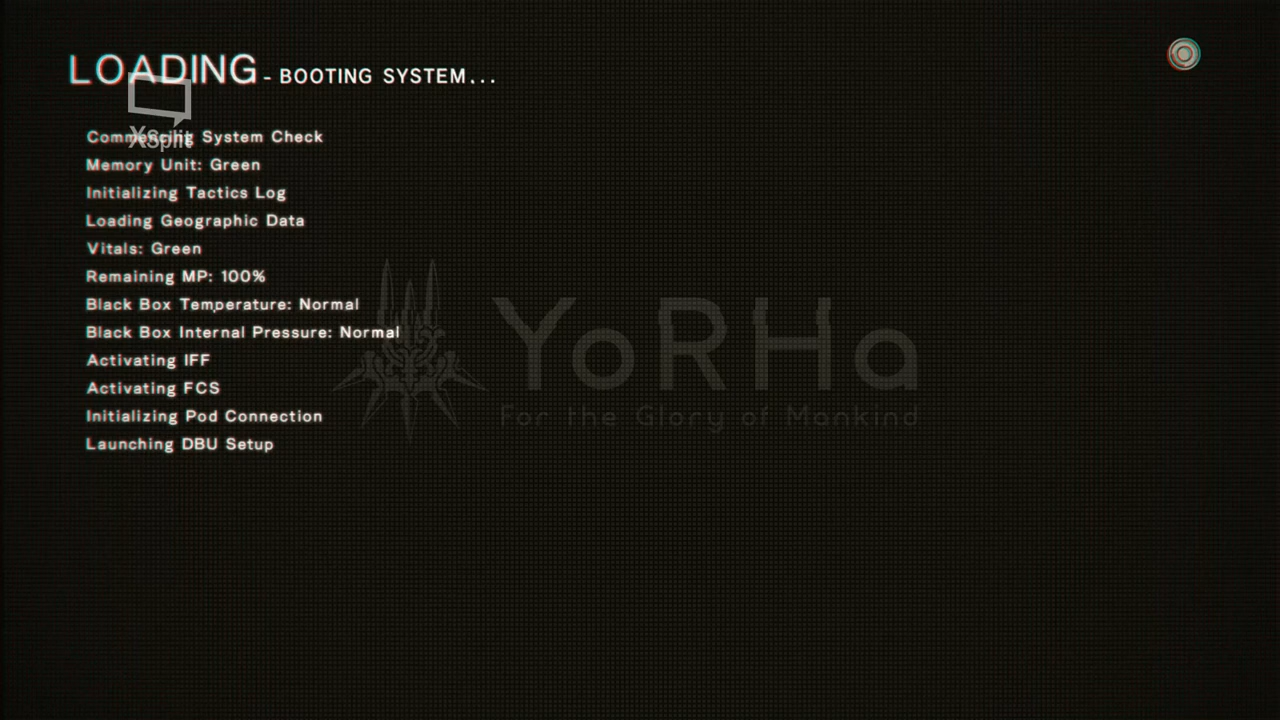 LOADING - BOOTING SYSTEM...
XSplit
Commencing System Check
Memory Unit: Green
Initializing Tactics Log
Loading Geographic Data
Vitals: Green
Remaining MP: 100%
Black Box Temperature: Normal
Black Box Internal Pressure: Normal
Activating IFF
Activating FCS
Initializing Pod Connection
Launching DBU Setup
YoRHa
For the Glory of Mankind